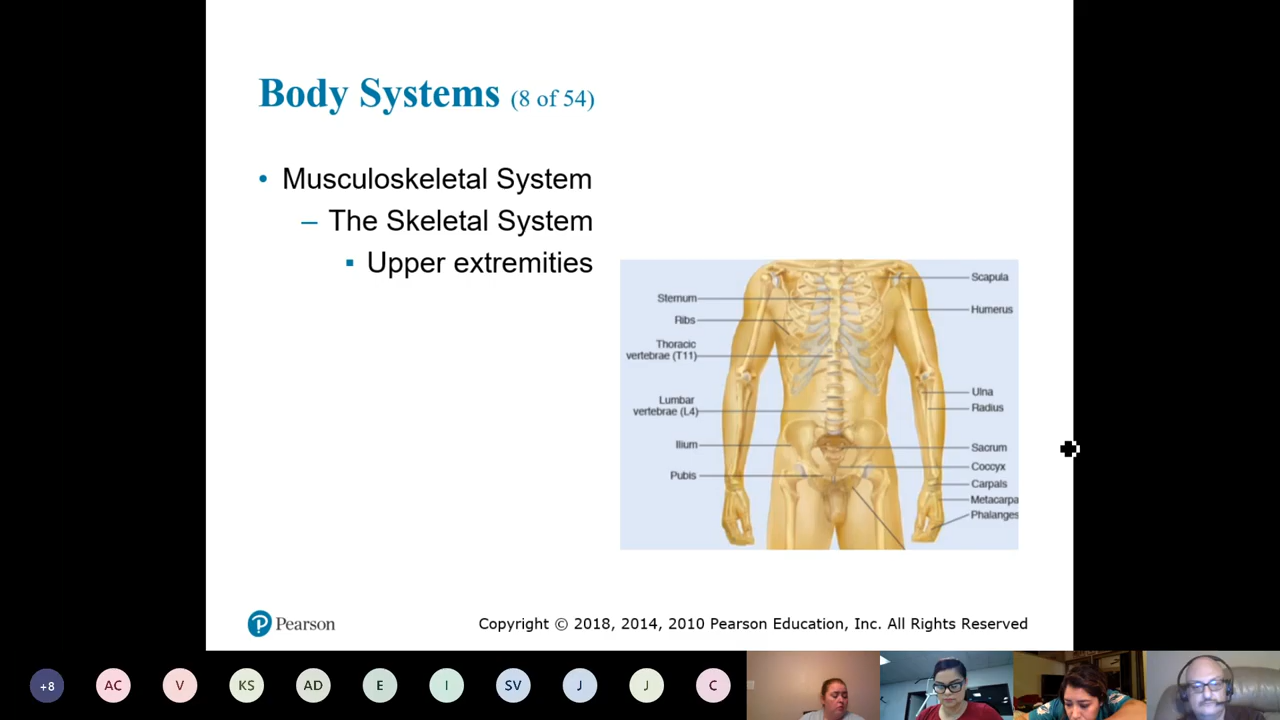 Body Systems (8 of 54)
• Musculoskeletal System
– The Skeletal System
▪ Upper extremities
Sternum
Ribs
Thoracic
vertebrae (T11)
Lumbar
vertebrae (L4)
Ilium
Pubis
Scapula
Humerus
Ulna
Radius
Sacrum
Coccyx
Carpals
Metacarpa
Phalanges
Pearson
Copyright © 2018, 2014, 2010 Pearson Education, Inc. All Rights Reserved
+8 AC V KS AD E I SV J J C